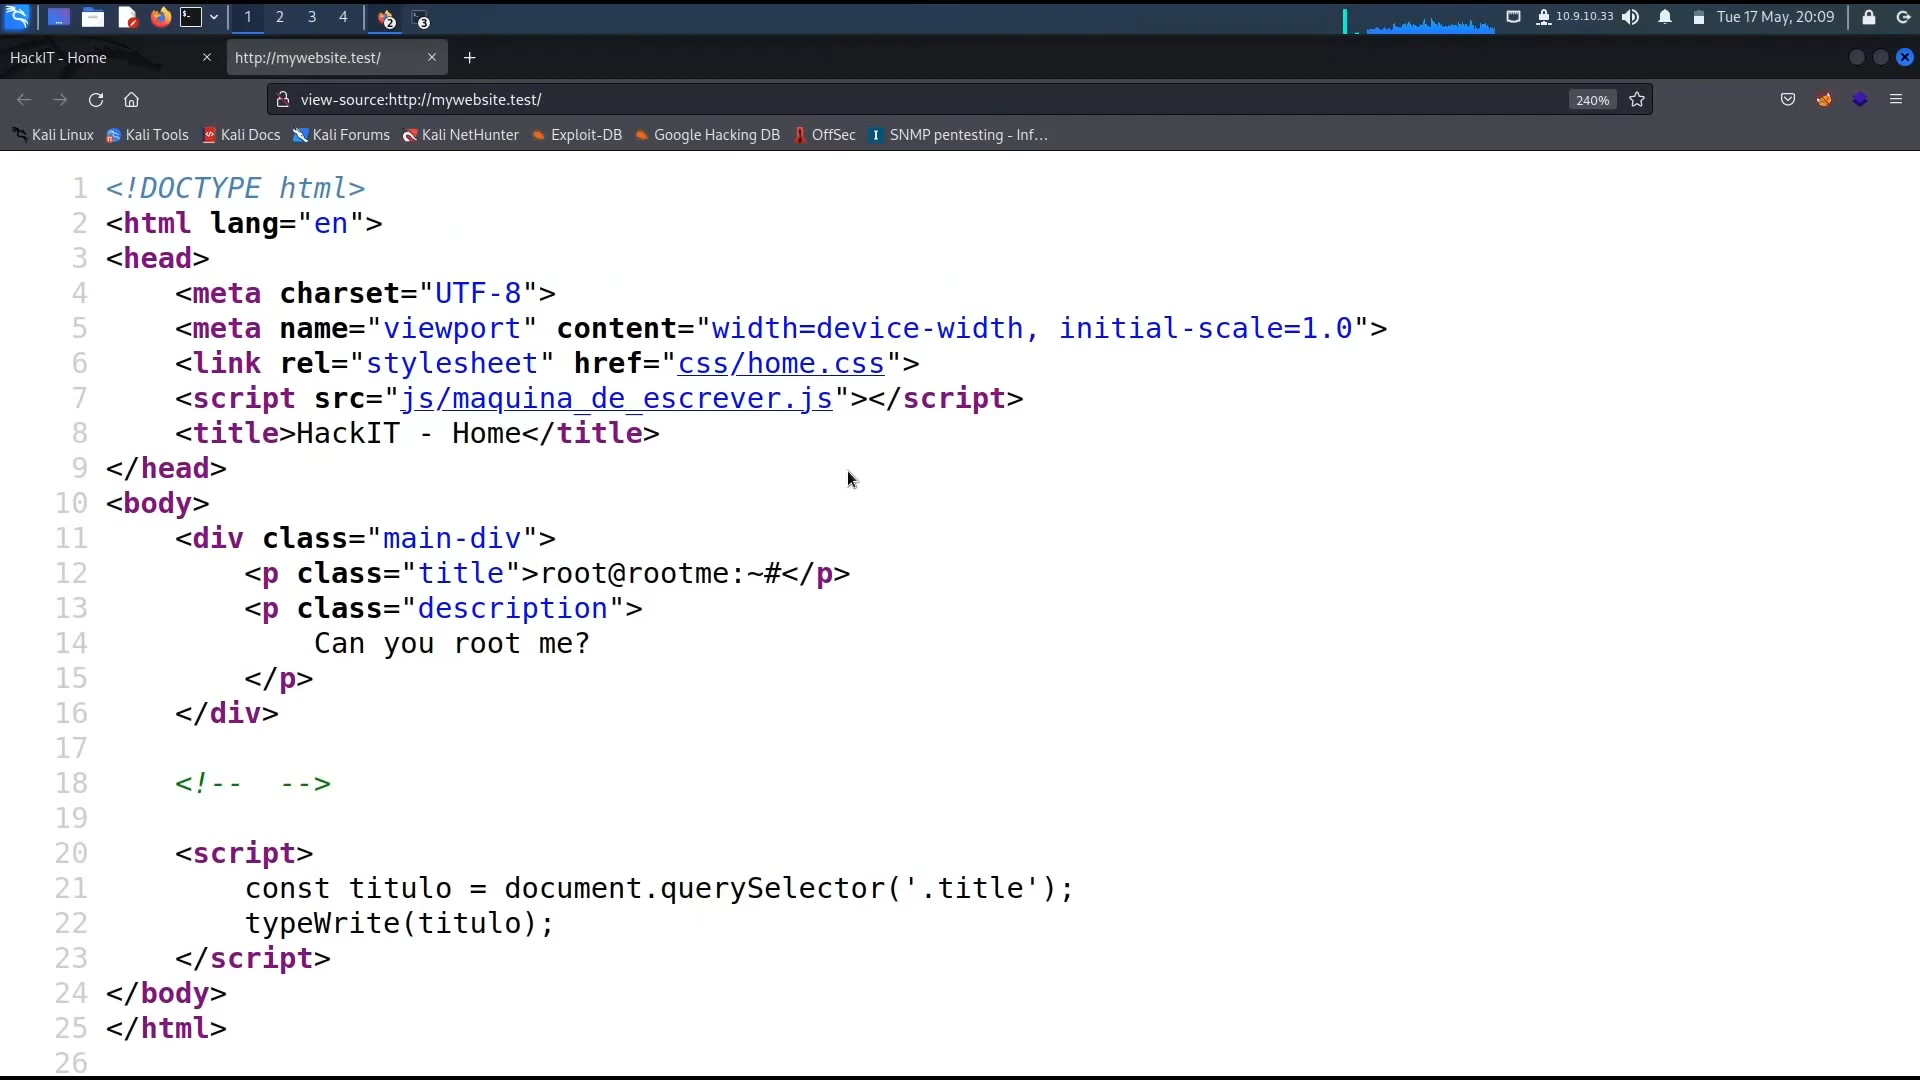 1 2 3 4 2 3 10.9.10.33 Tue 17 May, 20:09
HackIT - Home http://mywebsite.test/
view-source:http://mywebsite.test/ 240%
Kali Linux Kali Tools Kali Docs Kali Forums Kali NetHunter Exploit-DB Google Hacking DB OffSec I SNMP pentesting - Inf...
1 <!DOCTYPE html>
2 <html lang="en">
3 <head>
4     <meta charset="UTF-8">
5     <meta name="viewport" content="width=device-width, initial-scale=1.0">
6     <link rel="stylesheet" href="css/home.css">
7     <script src="js/maquina_de_escrever.js"></script>
8     <title>HackIT - Home</title>
9 </head>
10 <body>
11     <div class="main-div">
12         <p class="title">root@rootme:~#</p>
13         <p class="description">
14             Can you root me?
15         </p>
16     </div>
17
18     <!--  -->
19
20     <script>
21         const titulo = document.querySelector('.title');
22         typeWrite(titulo);
23     </script>
24 </body>
25 </html>
26